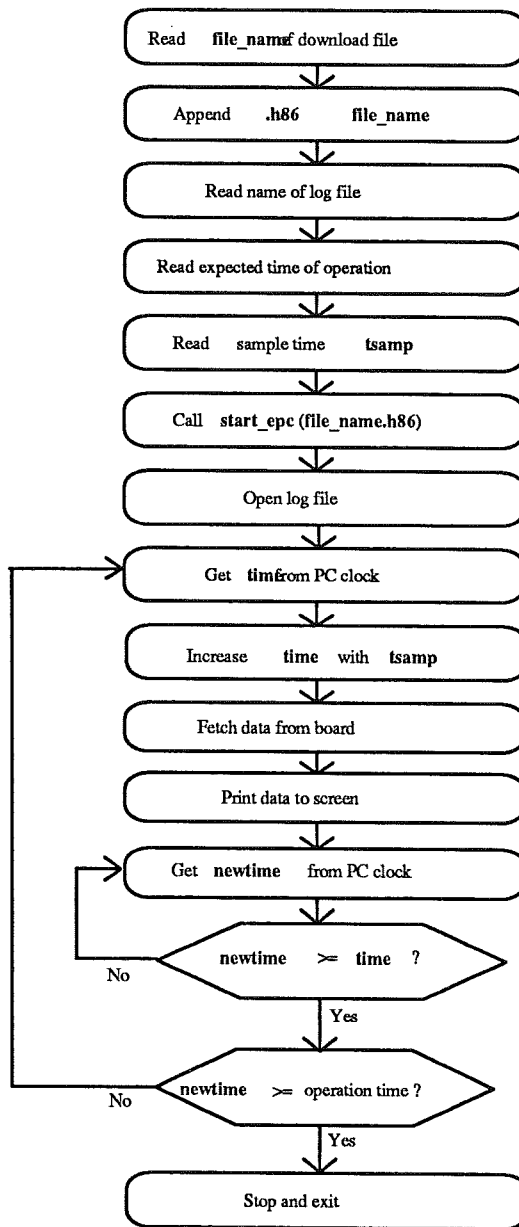 Read file_name of download file
Append .h86 file_name
Read name of log file
Read expected time of operation
Read sample time tsamp
Call start_epc (file_name.h86)
Open log file
Get time from PC clock
Increase time with tsamp
Fetch data from board
Print data to screen
Get newtime from PC clock
newtime >= time ?
No
Yes
newtime >= operation time ?
No
Yes
Stop and exit